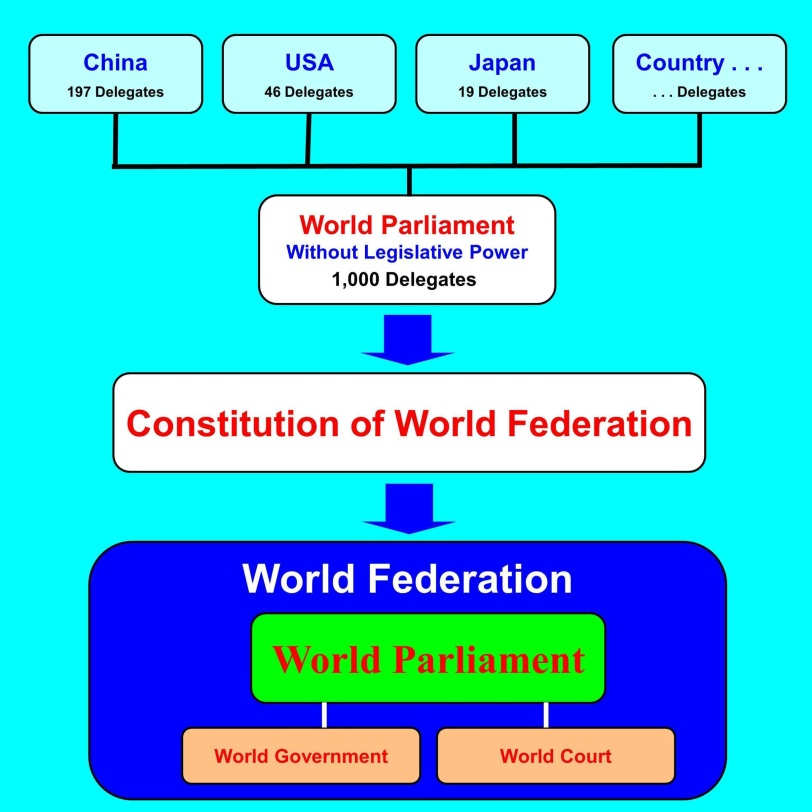 China
197 Delegates
USA
46 Delegates
Japan
19 Delegates
Country . . .
. . . Delegates
World Parliament
Without Legislative Power
1,000 Delegates
Constitution of World Federation
World Federation
World Parliament
World Government
World Court